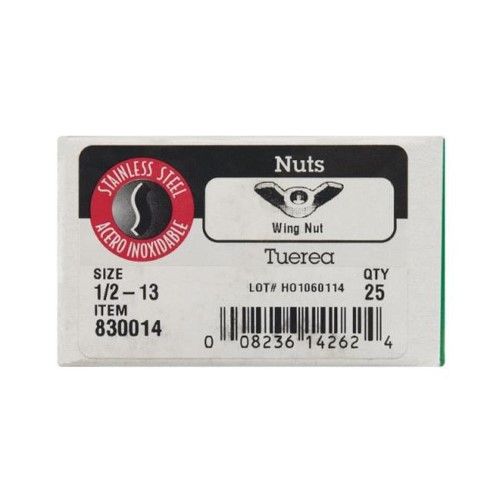 STAINLESS STEEL
ACERO INOXIDABLE
Nuts
Wing Nut
Tuerea
SIZE
1/2-13
ITEM
830014
LOT# HO1060114
QTY
25
0 08236 14262 4